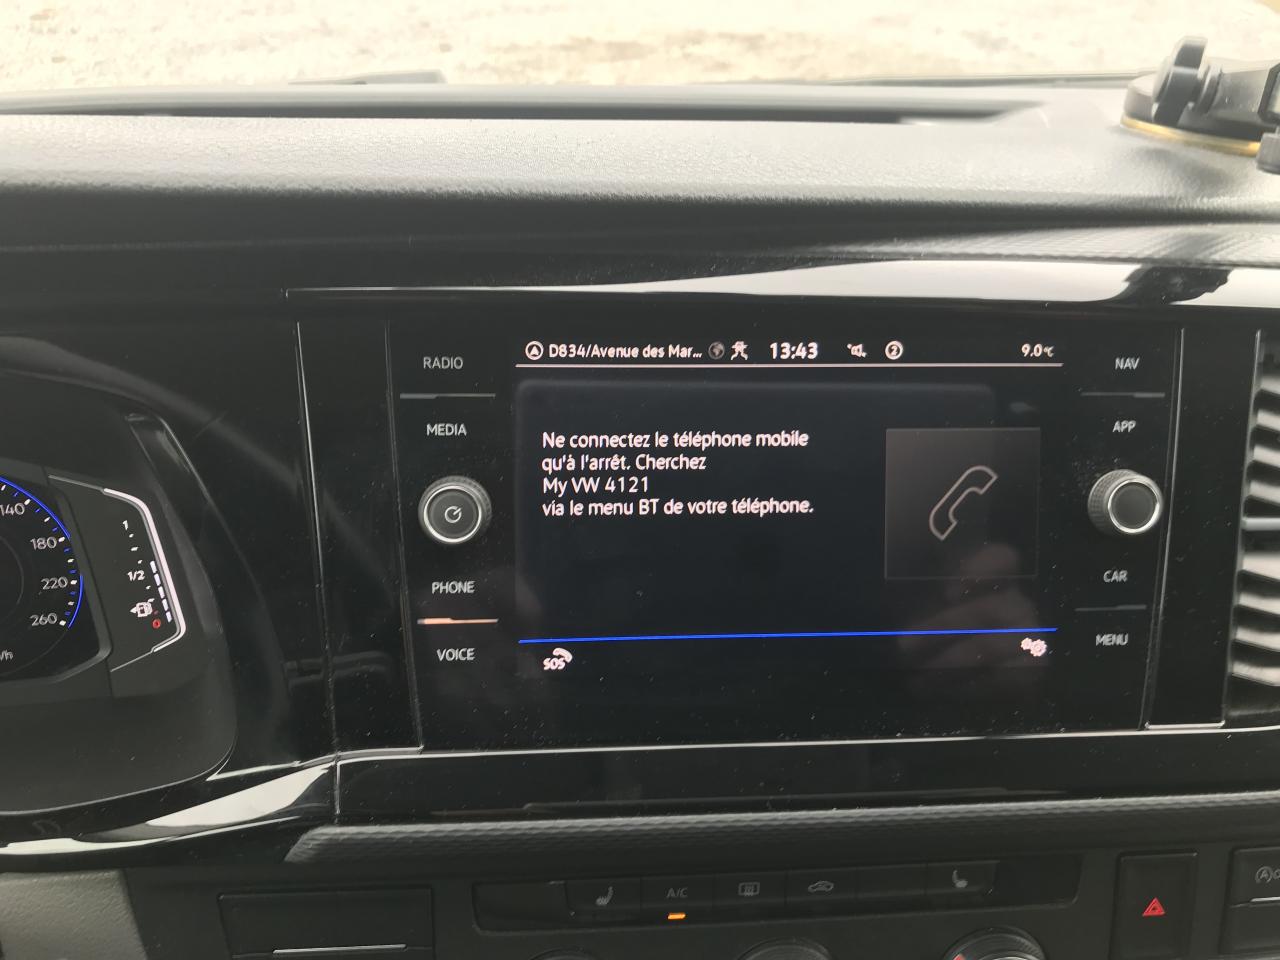 RADIO
MEDIA
PHONE
VOICE
D834/Avenue des Mar...
13:43
2
9.0°C
Ne connectez le téléphone mobile
qu'à l'arrêt. Cherchez
My VW 4121
via le menu BT de votre téléphone.
SOS
NAV
APP
CAR
MENU
140
180
220
260
1
1/2
0
A/C